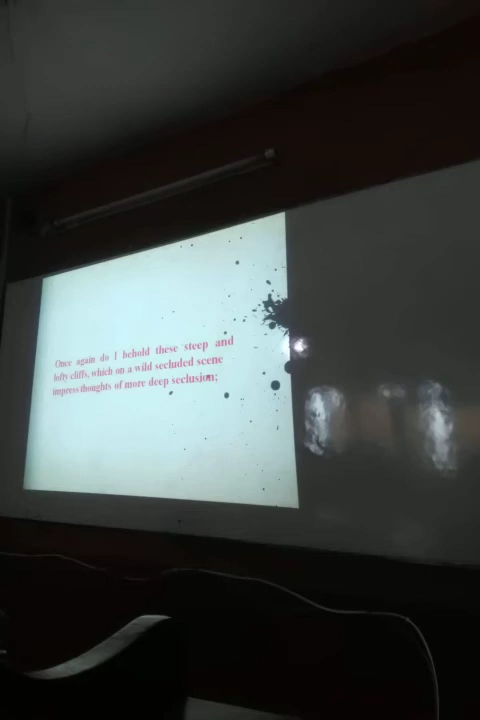 Once again do I behold these steep and
lofty cliffs, which on a wild secluded scene
impress thoughts of more deep seclusion;